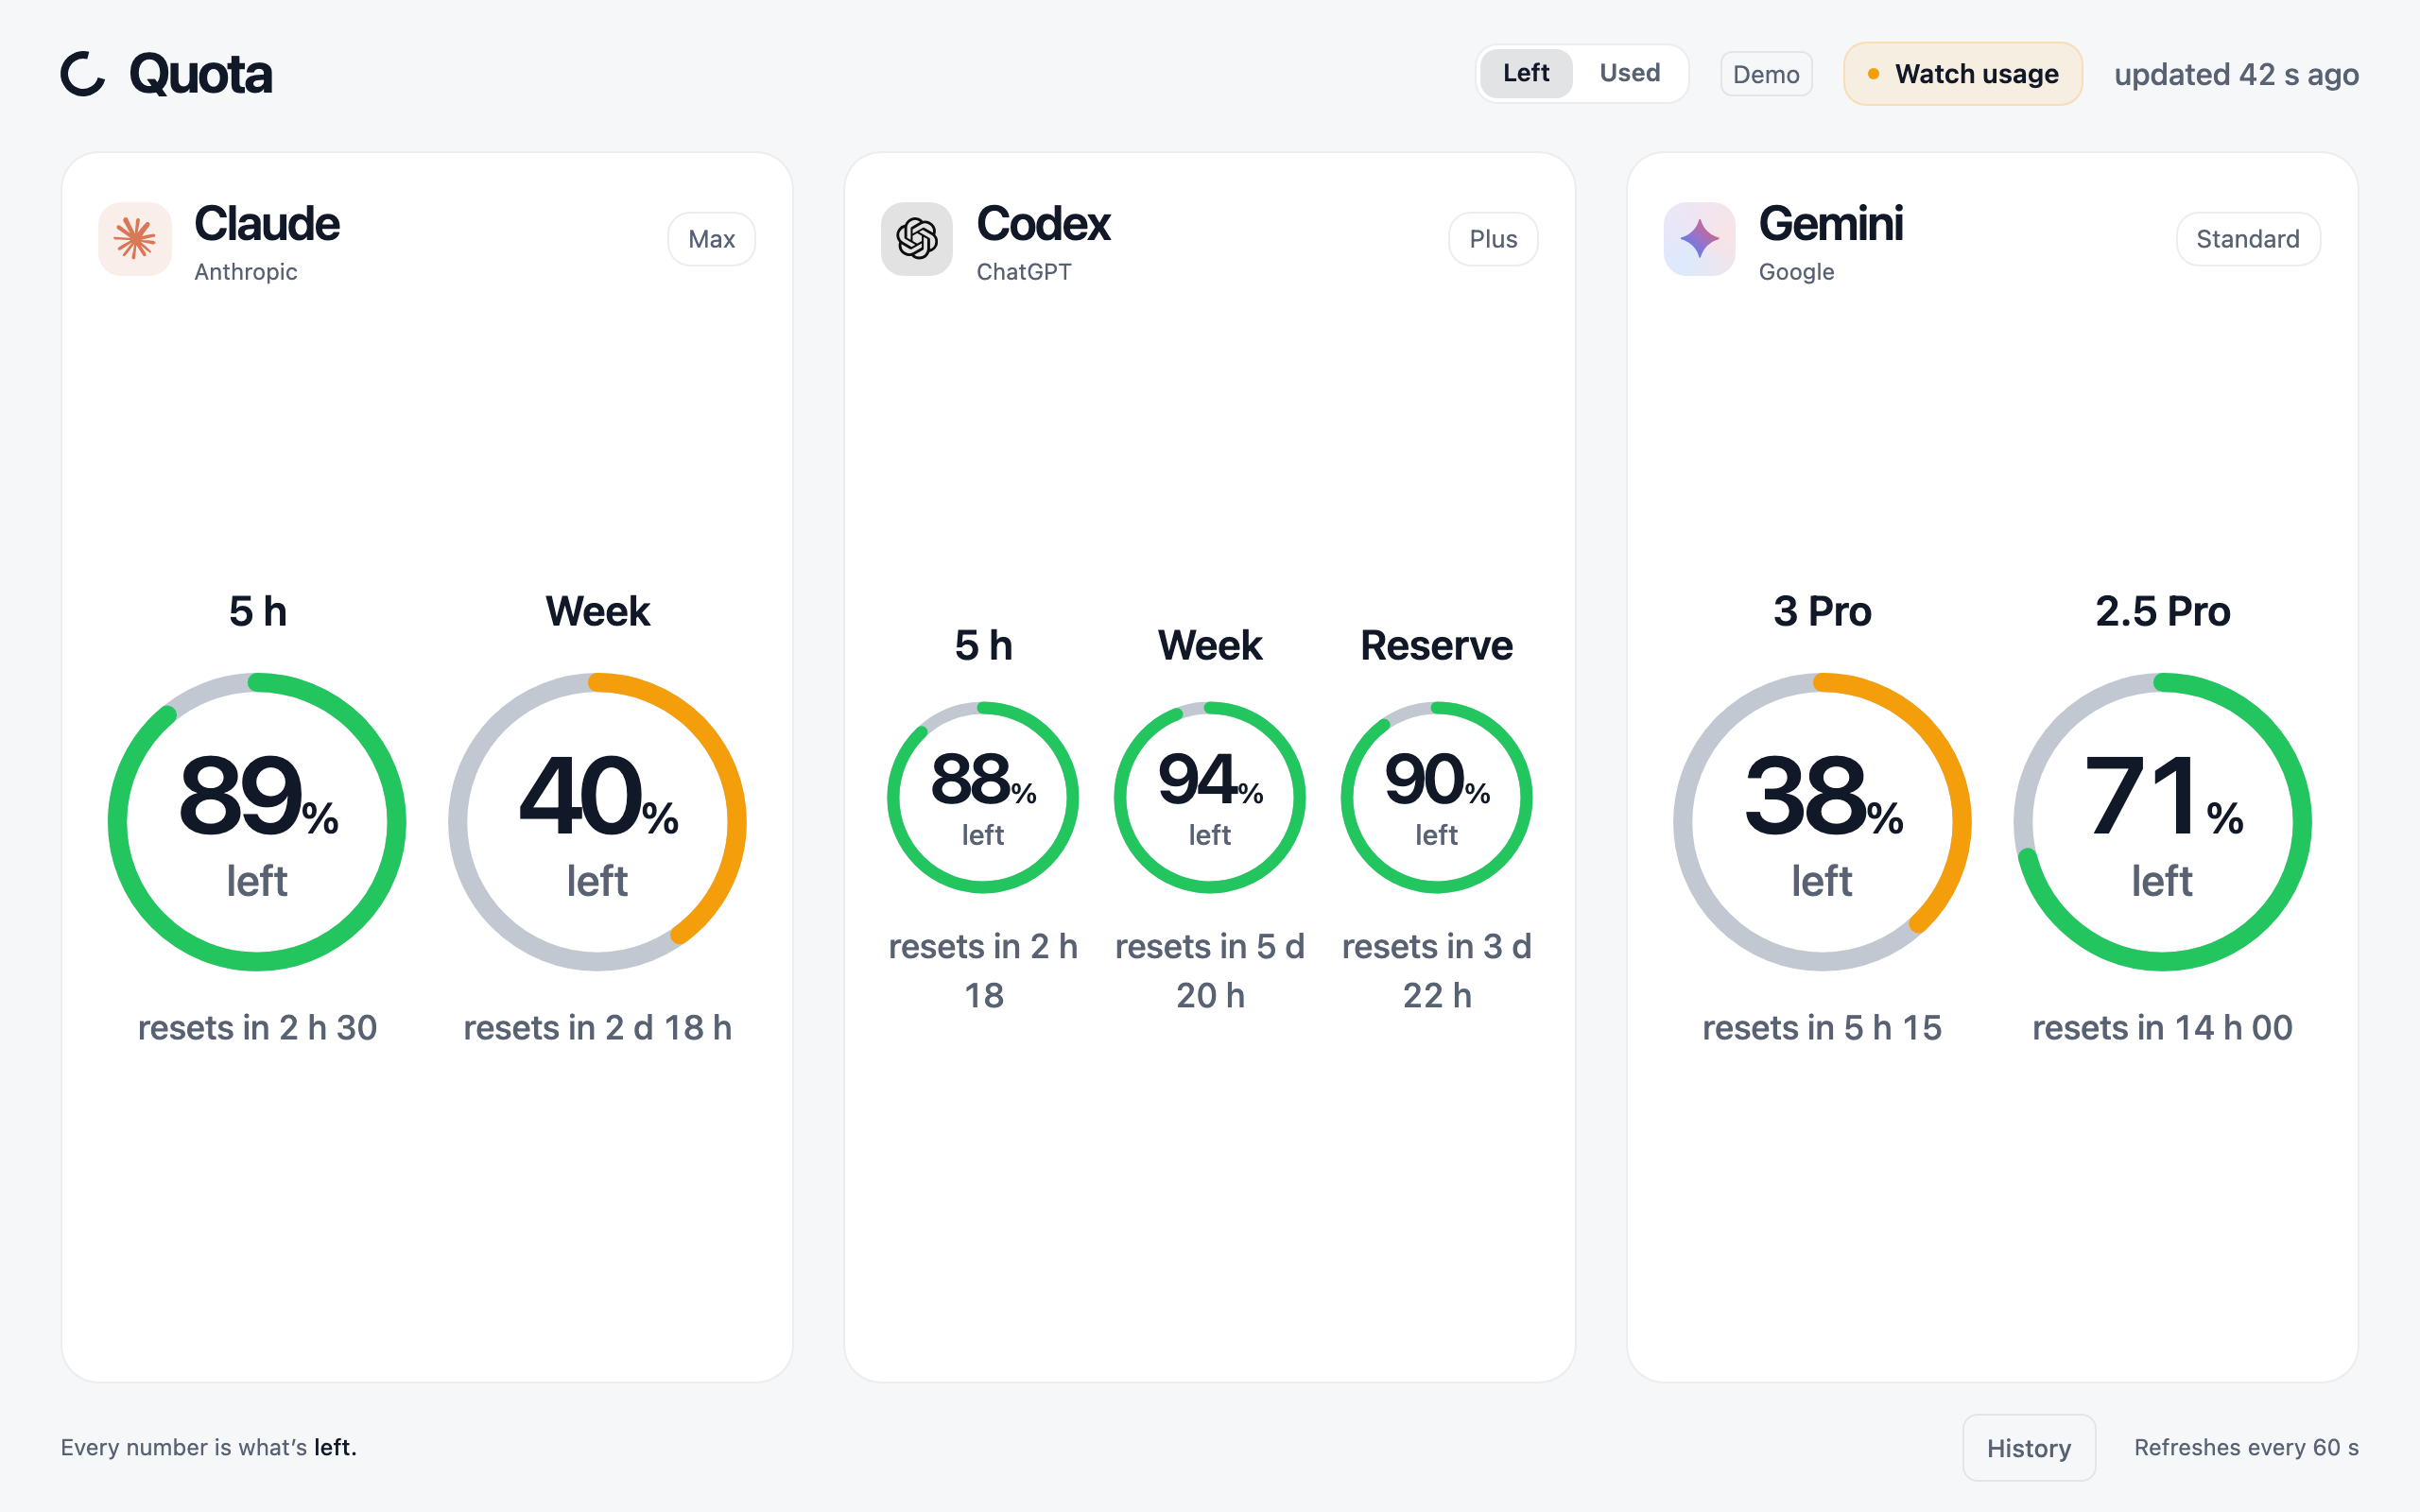 Quota
Left
Used
Demo
Watch usage
updated 42 s ago
Claude
Anthropic
Max
5 h
89%
left
resets in 2 h 30
Week
40%
left
resets in 2 d 18 h
Codex
ChatGPT
Plus
5 h
88%
left
resets in 2 h
18
Week
94%
left
resets in 5 d
20 h
Reserve
90%
left
resets in 3 d
22 h
Gemini
Google
Standard
3 Pro
38%
left
resets in 5 h 15
2.5 Pro
71%
left
resets in 14 h 00
Every number is what’s left.
History
Refreshes every 60 s